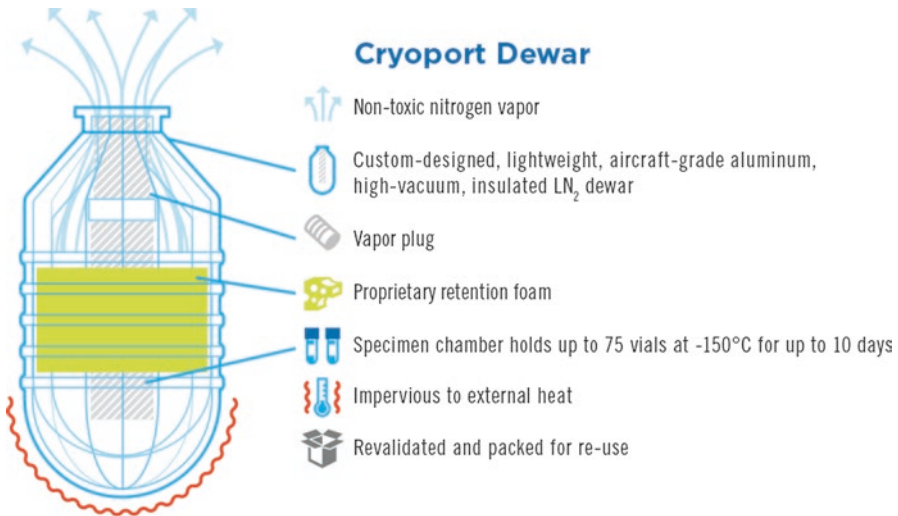 Cryoport Dewar
Non-toxic nitrogen vapor
Custom-designed, lightweight, aircraft-grade aluminum,
high-vacuum, insulated LN₂ dewar
Vapor plug
Proprietary retention foam
Specimen chamber holds up to 75 vials at -150°C for up to 10 days
Impervious to external heat
Revalidated and packed for re-use